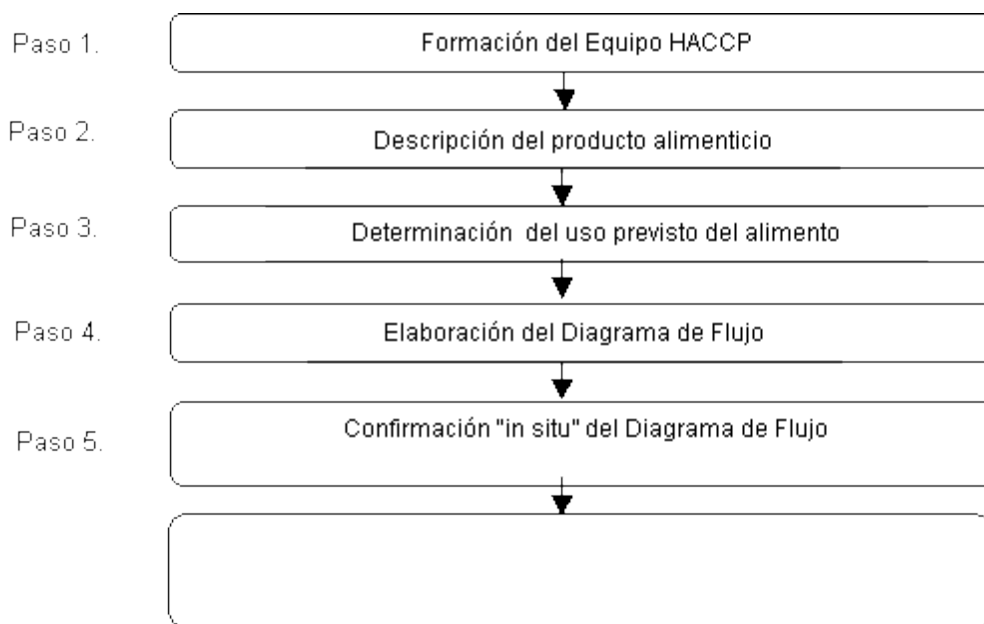 Paso 1.
Formación del Equipo HACCP
Paso 2.
Descripción del producto alimenticio
Paso 3.
Determinación del uso previsto del alimento
Paso 4.
Elaboración del Diagrama de Flujo
Paso 5.
Confirmación "in situ" del Diagrama de Flujo